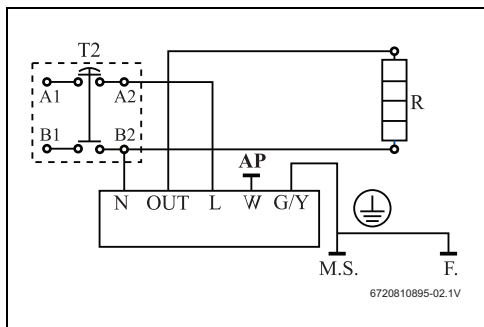 T2
A1 A2
R
B1 B2
AP
N OUT L W G/Y
M.S. F.
6720810895-02.1V